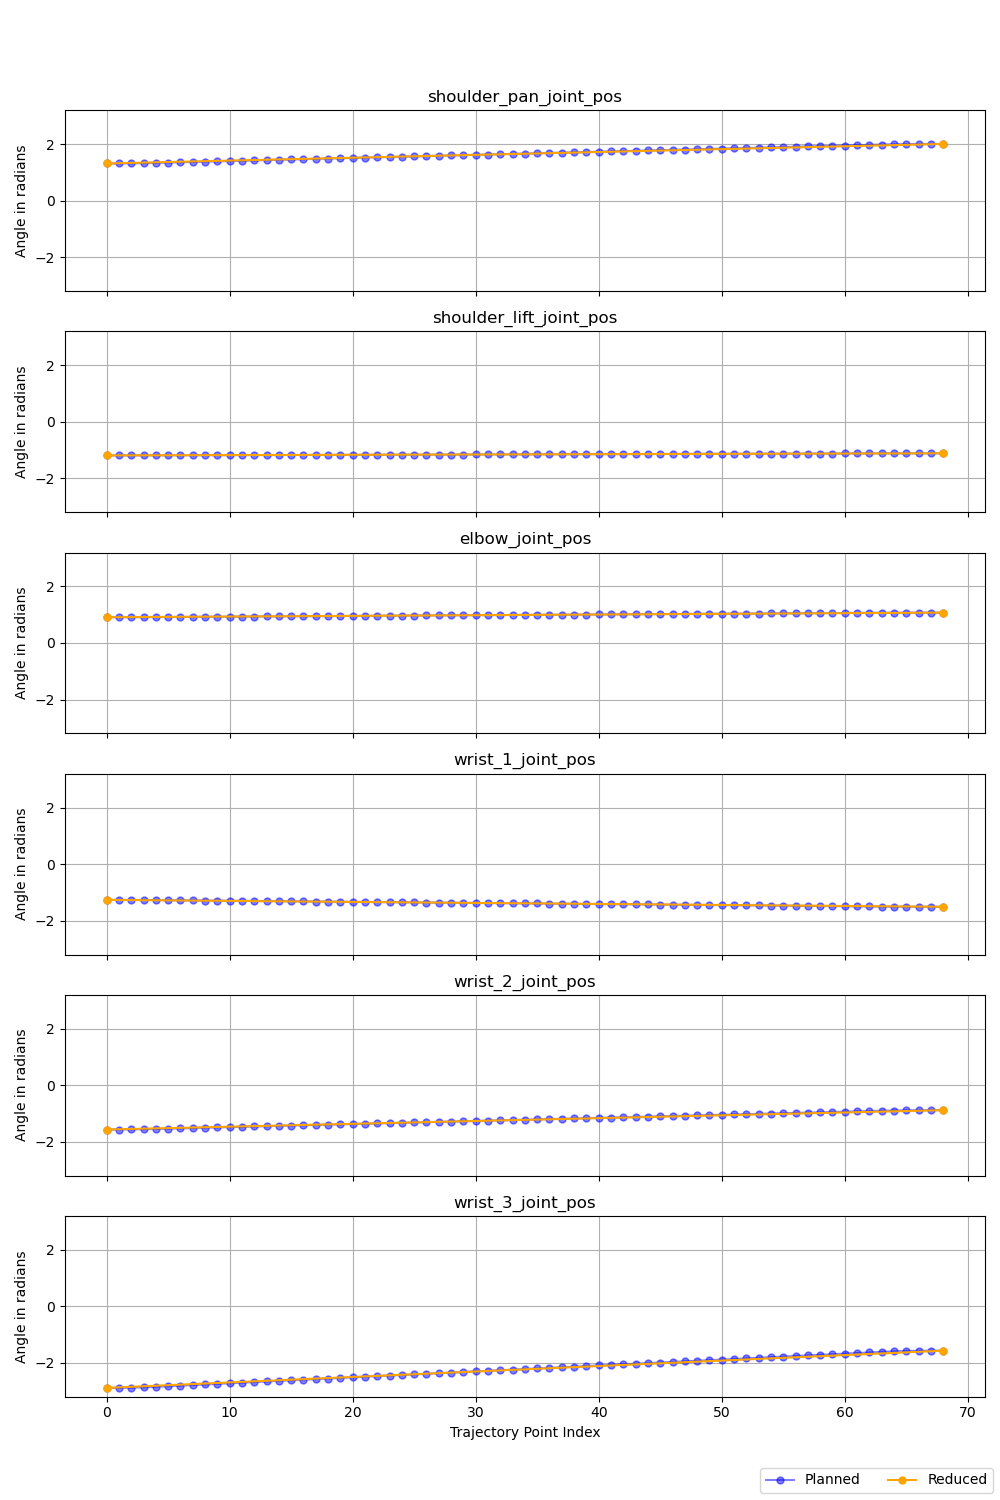 shoulder_pan_joint_pos
Angle in radians
2
0
−2
shoulder_lift_joint_pos
Angle in radians
2
0
−2
elbow_joint_pos
Angle in radians
2
0
−2
wrist_1_joint_pos
Angle in radians
2
0
−2
wrist_2_joint_pos
Angle in radians
2
0
−2
wrist_3_joint_pos
Angle in radians
2
0
−2
0 10 20 30 40 50 60 70
Trajectory Point Index
Planned Reduced